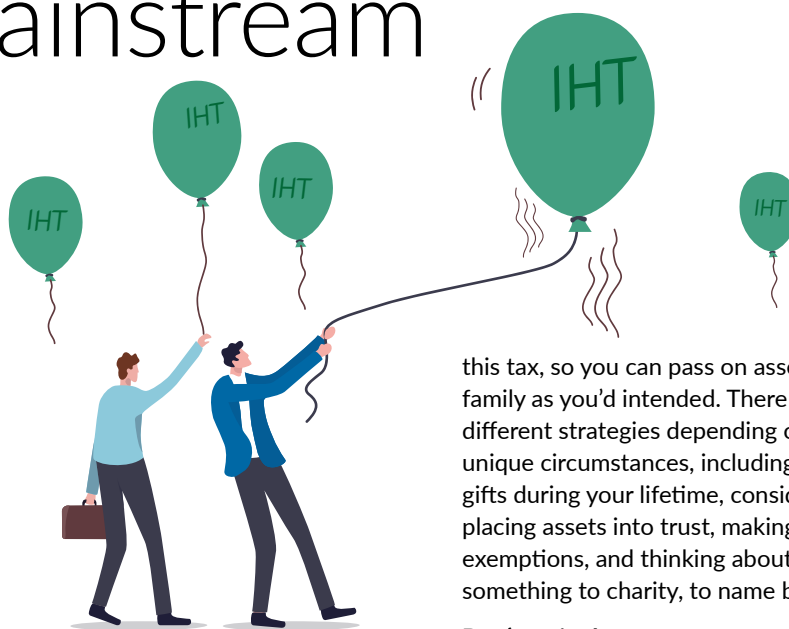 ainstream
IHT
IHT
IHT
IHT
IHT
this tax, so you can pass on asse
family as you’d intended. There
different strategies depending
unique circumstances, including
gifts during your lifetime, consid
placing assets into trust, making
exemptions, and thinking about
something to charity, to name b